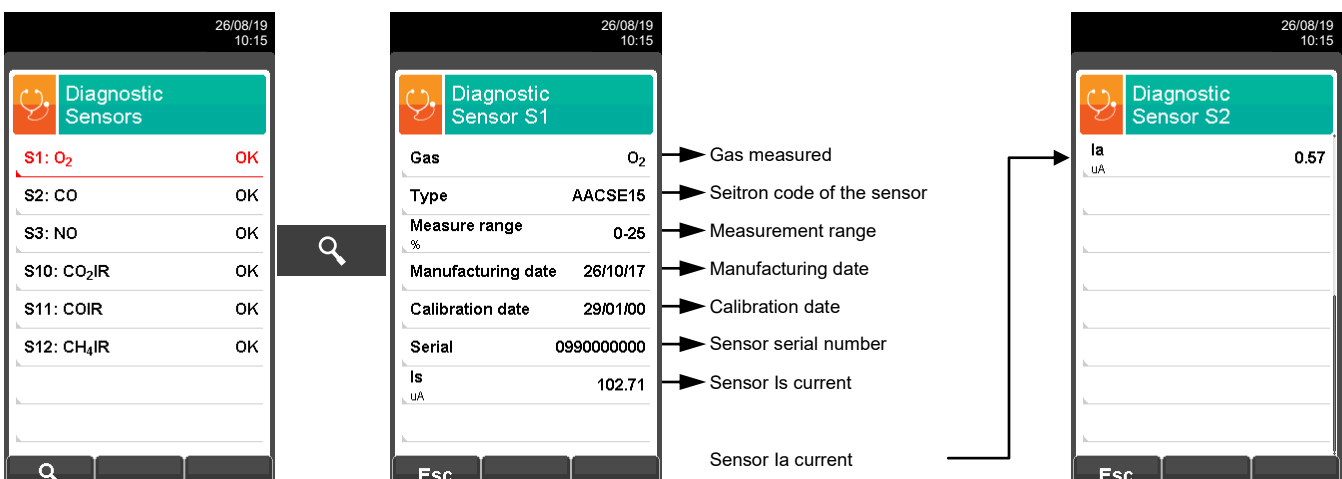 26/08/19
10:15
Diagnostic
Sensors
S1: O2 OK
S2: CO OK
S3: NO OK
S10: CO2IR OK
S11: COIR OK
S12: CH4IR OK
26/08/19
10:15
Diagnostic
Sensor S1
Gas O2
Type AACSE15
Measure range 0-25
%
Manufacturing date 26/10/17
Calibration date 29/01/00
Serial 0990000000
Is 102.71
uA
Esc
Gas measured
Seitron code of the sensor
Measurement range
Manufacturing date
Calibration date
Sensor serial number
Sensor Is current
Sensor Ia current
26/08/19
10:15
Diagnostic
Sensor S2
Ia 0.57
uA
Esc